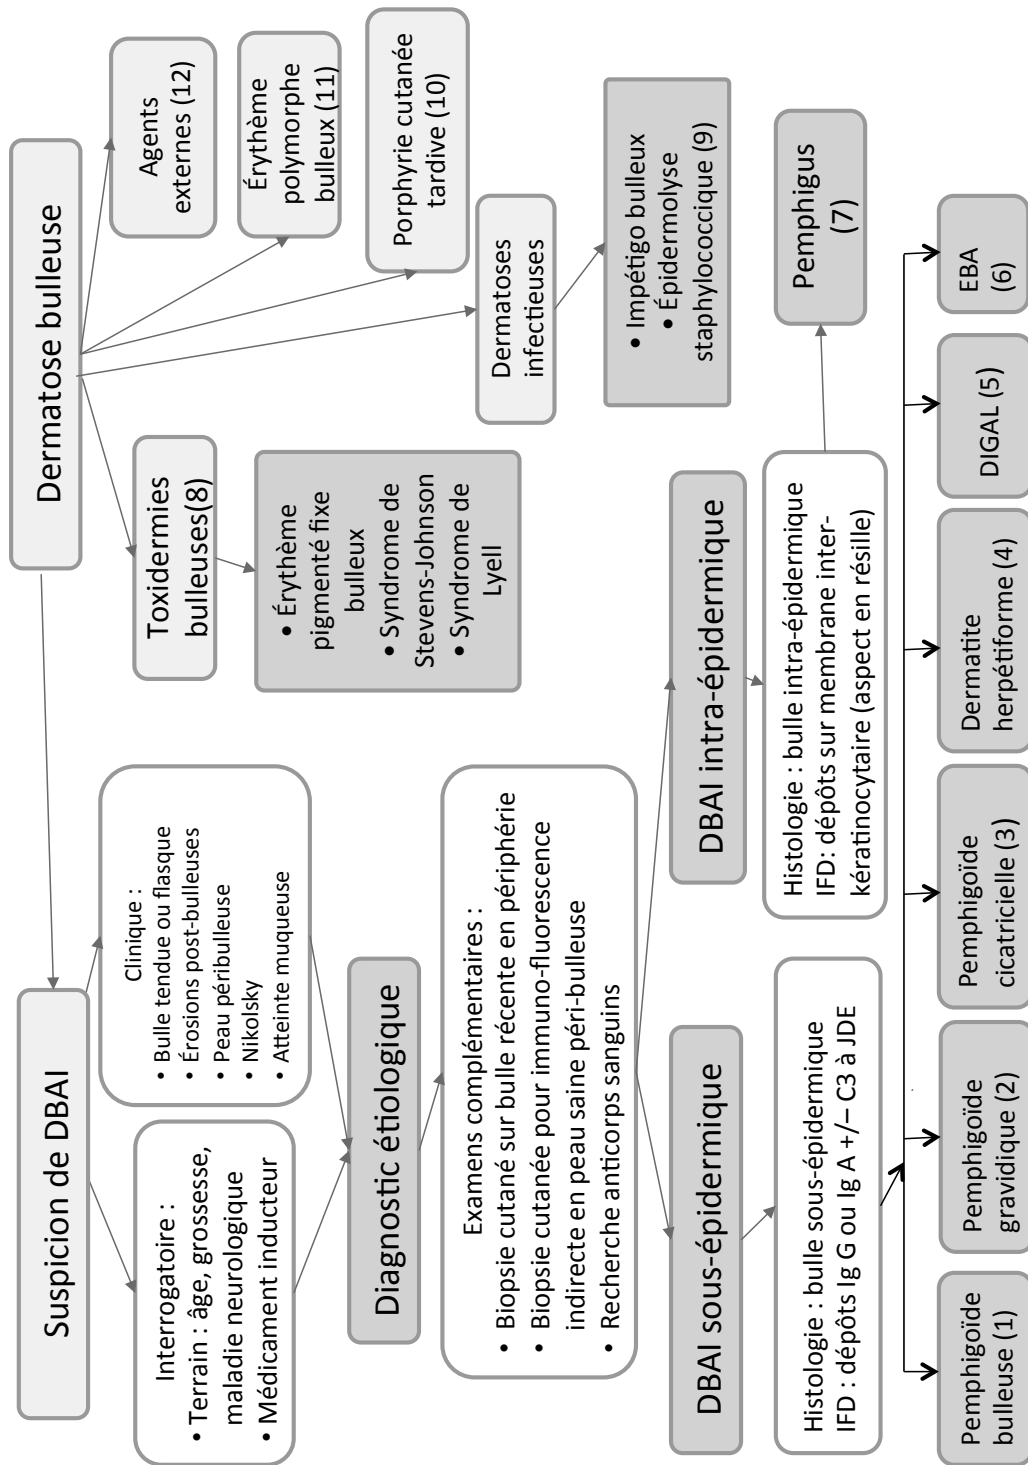 Dermatose bulleuse
Suspicion de DBAI
Interrogatoire :
• Terrain : âge, grossesse,
maladie neurologique
• Médicament inducteur
Clinique :
• Bulle tendue ou flasque
• Érosions post-bulleuses
• Peau péribulleuse
• Nikolsky
• Atteinte muqueuse
Toxidermies
bulleuses(8)
• Érythème
pigmenté fixe
bulleux
• Syndrome de
Stevens-Johnson
• Syndrome de
Lyell
Agents
externes (12)
Érythème
polymorphe
bulleux (11)
Porphyrie cutanée
tardive (10)
Dermatoses
infectieuses
• Impétigo bulleux
• Épidermolyse
staphylococcique (9)
Diagnostic étiologique
Examens complémentaires :
• Biopsie cutané sur bulle récente en périphérie
• Biopsie cutanée pour immuno-fluorescence
indirecte en peau saine péri-bulleuse
• Recherche anticorps sanguins
DBAI sous-épidermique
DBAI intra-épidermique
Histologie : bulle sous-épidermique
IFD : dépôts Ig G ou Ig A +/– C3 à JDE
Histologie : bulle intra-épidermique
IFD: dépôts sur membrane inter-
kératinocytaire (aspect en résille)
Pemphigus
(7)
Pemphigoïde
bulleuse (1)
Pemphigoïde
gravidique (2)
Pemphigoïde
cicatricielle (3)
Dermatite
herpétiforme (4)
DIGAL (5)
EBA
(6)